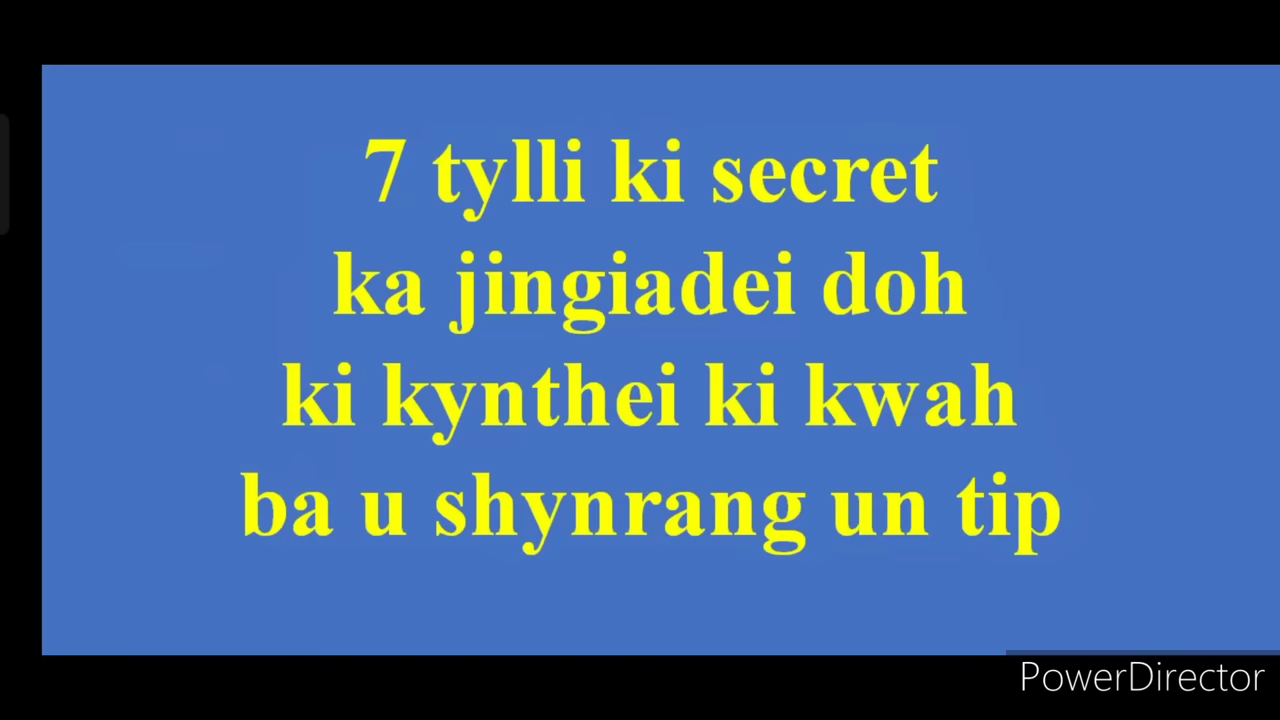 7 tylli ki secret
ka jingiadei doh
ki kynthei ki kwah
ba u shynrang un tip
PowerDirector